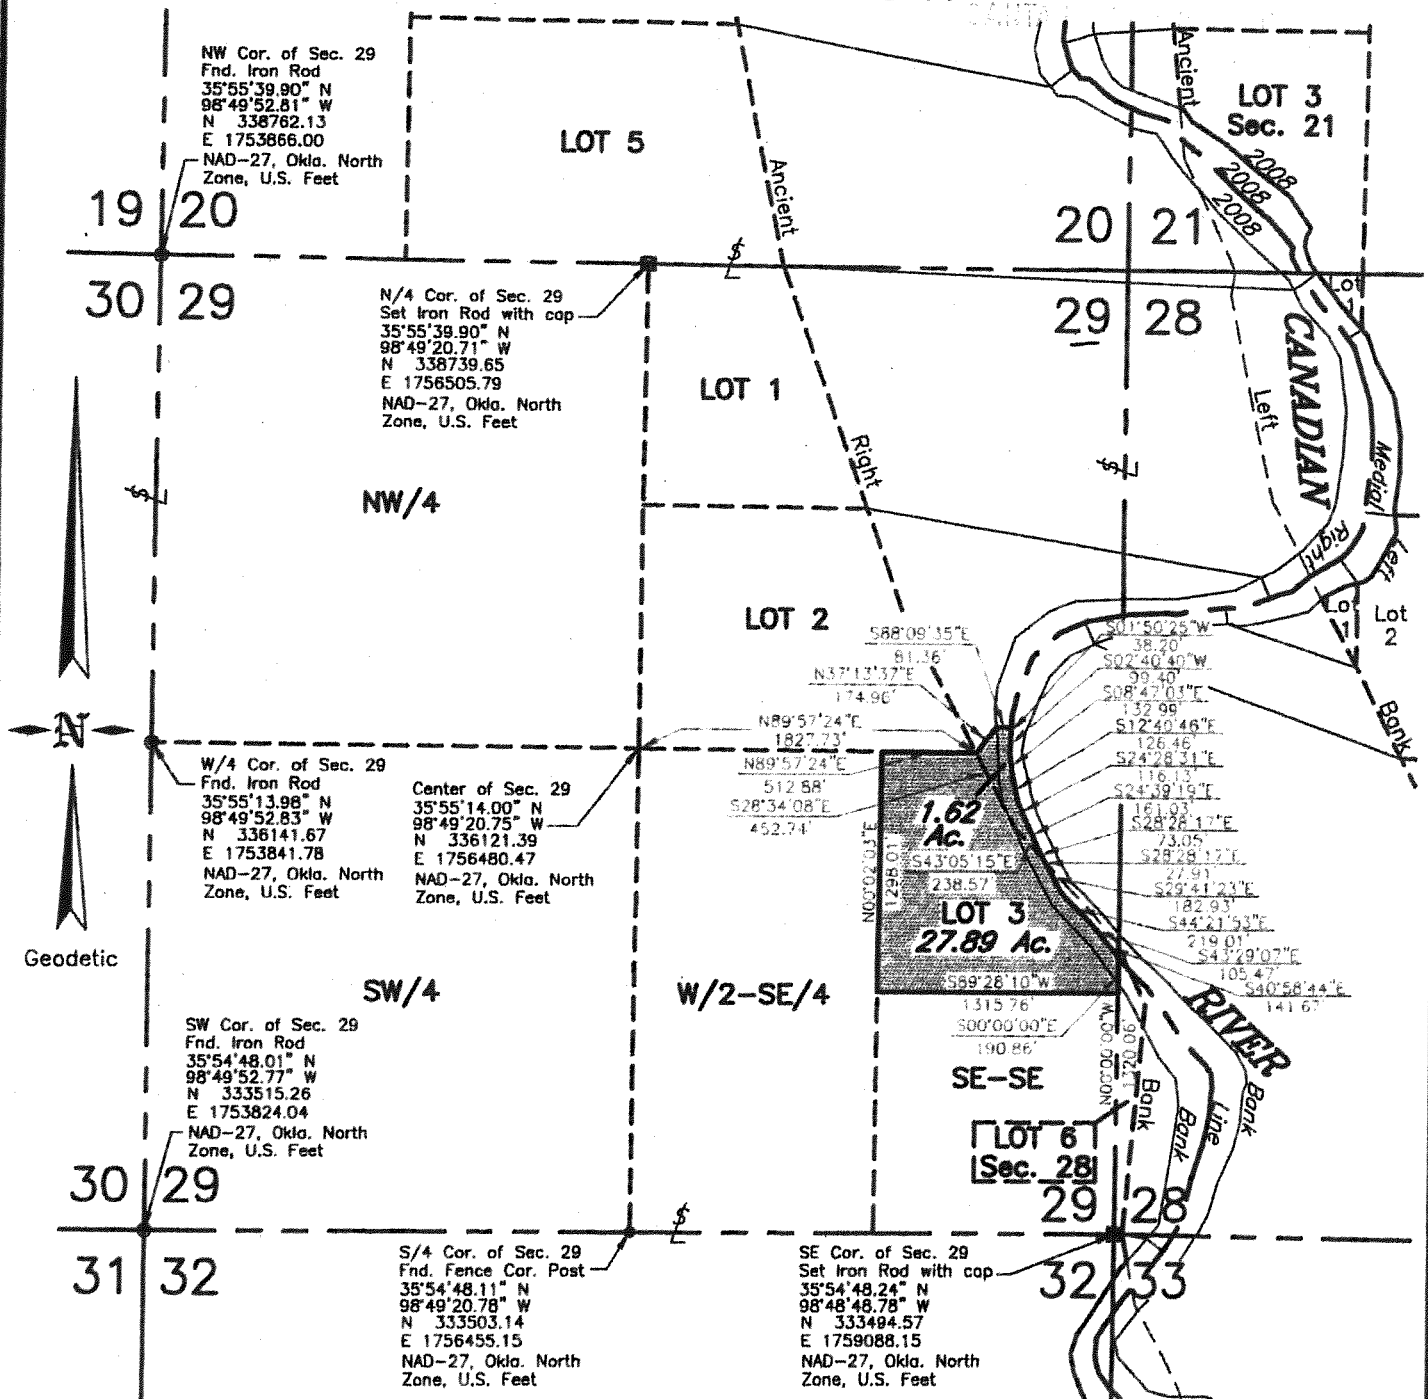 NW Cor. of Sec. 29
Fnd. Iron Rod
35°55'39.90" N
98°49'52.81" W
N 338762.13
E 1753866.00
NAD-27, Okla. North
Zone, U.S. Feet
19 20
30 29
LOT 5
Ancient
Ancient
LOT 3
Sec. 21
2008
2008
2008
20 21
29 28
Lot
1
N/4 Cor. of Sec. 29
Set Iron Rod with cap
35°55'39.90" N
98°49'20.71" W
N 338739.65
E 1756505.79
NAD-27, Okla. North
Zone, U.S. Feet
LOT 1
Right
CANADIAN
Left
Medial
Right
Left
NW/4
LOT 2
Lot
1
Lot
2
Bank
S88°09'35"E
81.36'
N37°13'37"E
174.96'
N89°57'24"E
1827.73'
N89°57'24"E
512.88'
S28°34'08"E
452.74'
S01°50'25"W
38.20'
S02°40'40"W
99.40'
S08°47'03"E
132.99'
S12°40'46"E
126.46'
S24°28'31"E
116.13'
S24°39'19"E
161.93'
S28°28'17"E
73.05'
S28°28'17"E
27.91'
S29°41'23"E
182.93'
S44°21'53"E
219.01'
S43°29'07"E
105.47'
S40°58'44"E
141.67'
N
Geodetic
W/4 Cor. of Sec. 29
Fnd. Iron Rod
35°55'13.98" N
98°49'52.83" W
N 336141.67
E 1753841.78
NAD-27, Okla. North
Zone, U.S. Feet
Center of Sec. 29
35°55'14.00" N
98°49'20.75" W
N 336121.39
E 1756480.47
NAD-27, Okla. North
Zone, U.S. Feet
1.62
Ac.
S43°05'15"E
238.57'
N00°02'03"E
1298.01'
LOT 3
27.89 Ac.
S89°28'10"W
1315.76'
S00°00'00"E
190.86'
N00°00'00"W
1320.06'
SW/4
W/2-SE/4
SE-SE
RIVER
Bank
Bank
Line
Bank
LOT 6
Sec. 28
SW Cor. of Sec. 29
Fnd. Iron Rod
35°54'48.01" N
98°49'52.77" W
N 333515.26
E 1753824.04
NAD-27, Okla. North
Zone, U.S. Feet
30 29
31 32
29 28
32 33
S/4 Cor. of Sec. 29
Fnd. Fence Cor. Post
35°54'48.11" N
98°49'20.78" W
N 333503.14
E 1756455.15
NAD-27, Okla. North
Zone, U.S. Feet
SE Cor. of Sec. 29
Set Iron Rod with cap
35°54'48.24" N
98°48'48.78" W
N 333494.57
E 1759088.15
NAD-27, Okla. North
Zone, U.S. Feet